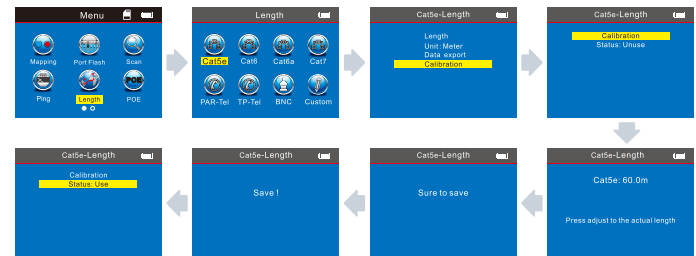 Menu
Mapping
Port Flash
Scan
Ping
Length
POE
POE
Length
Cat5e
Cat6
Cat6a
Cat7
PAR-Tel
TP-Tel
BNC
Custom
Cat5e-Length
Length
Unit: Meter
Data export
Calibration
Cat5e-Length
Calibration
Status: Unuse
Cat5e-Length
Cat5e: 60.0m
Press adjust to the actual length
Cat5e-Length
Sure to save
Cat5e-Length
Save !
Cat5e-Length
Calibration
Status: Use